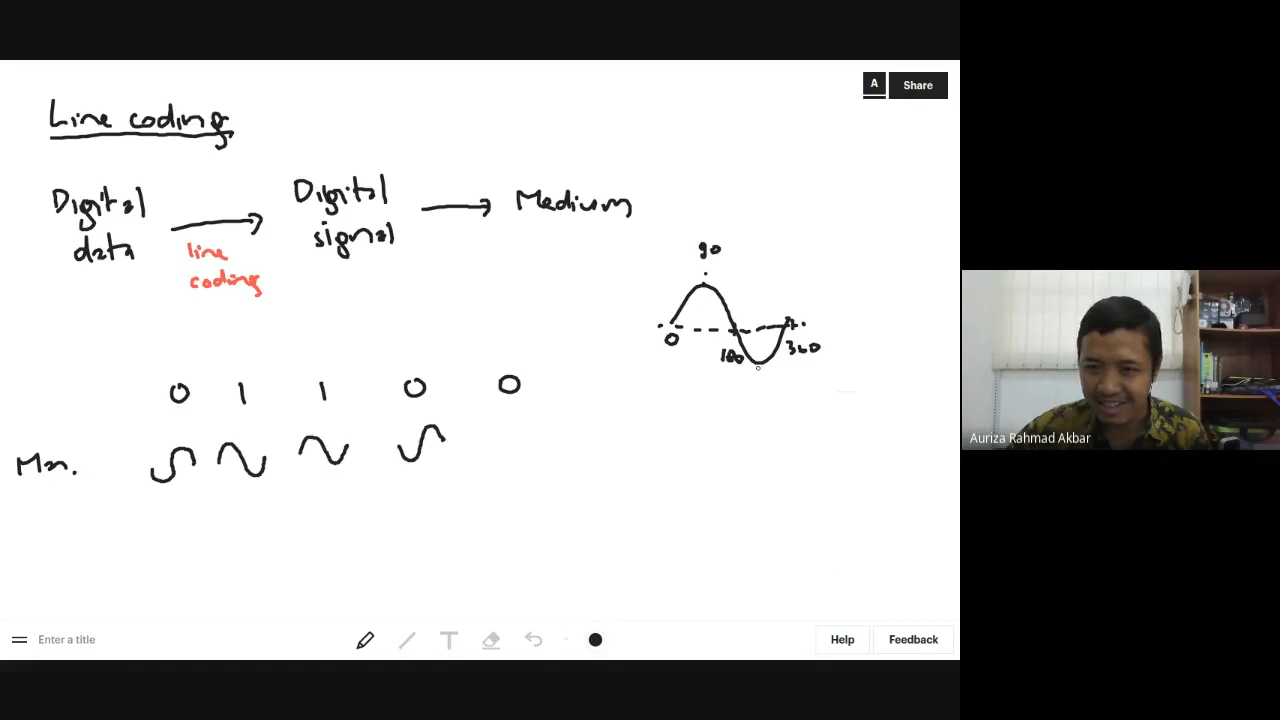 A Share
Line coding
Digital data
line coding
Digital signal
Medium
90
0
180
360
0 1 1 0 0
Man.
Auriza Rahmad Akbar
Enter a title
Help
Feedback